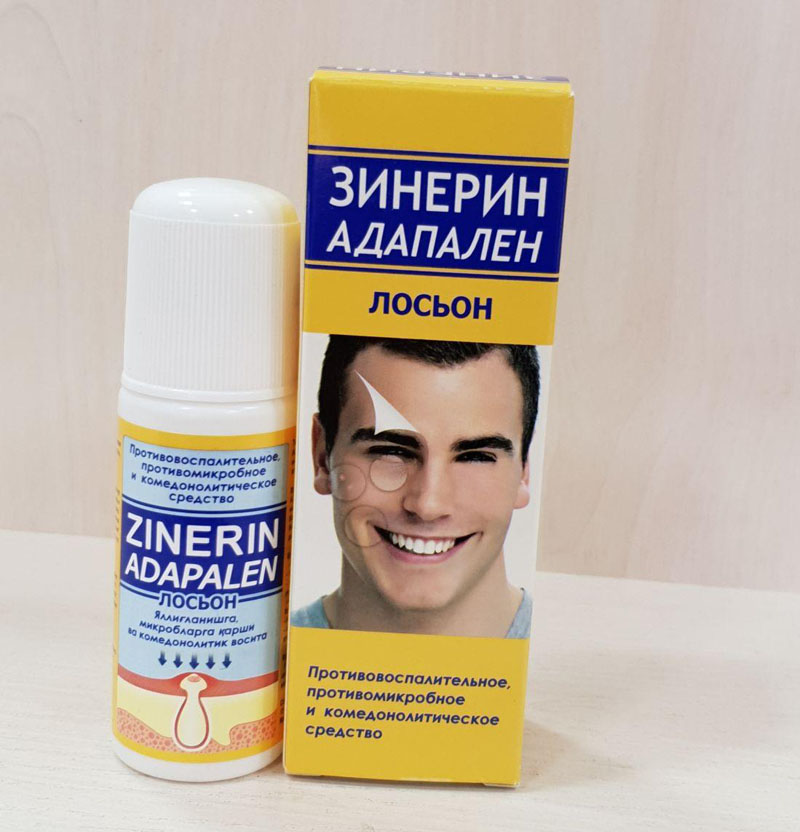 Противовоспалительное,
противомикробное
и комедонолитическое
средство
ZINERIN
ADAPALEN
ЛОСЬОН
Яллиғланишга,
микробларга қарши
ва комедонолитик восита
ЗИНЕРИН
АДАПАЛЕН
ЛОСЬОН
Противовоспалительное,
противомикробное
и комедонолитическое
средство